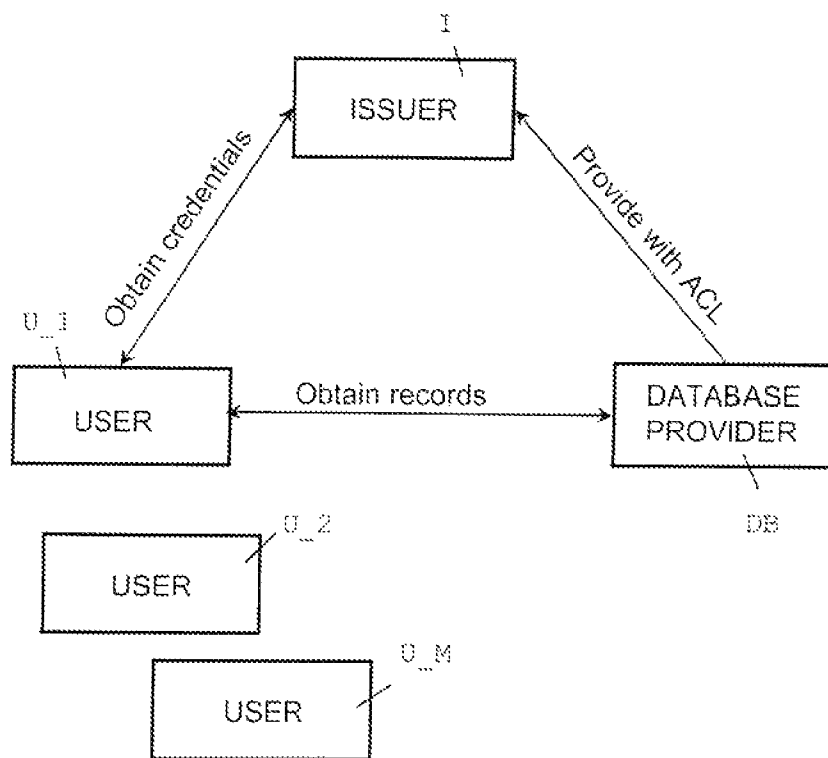 I
ISSUER
Obtain credentials
Provide with ACL
U_1
USER
Obtain records
DATABASE
PROVIDER
DB
U_2
USER
U_M
USER